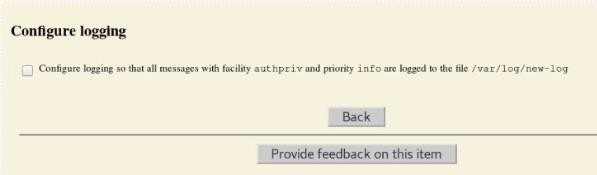 Configure logging
Configure logging so that all messages with facility authpriv and priority info are logged to the file /var/log/new-log
Back
Provide feedback on this item